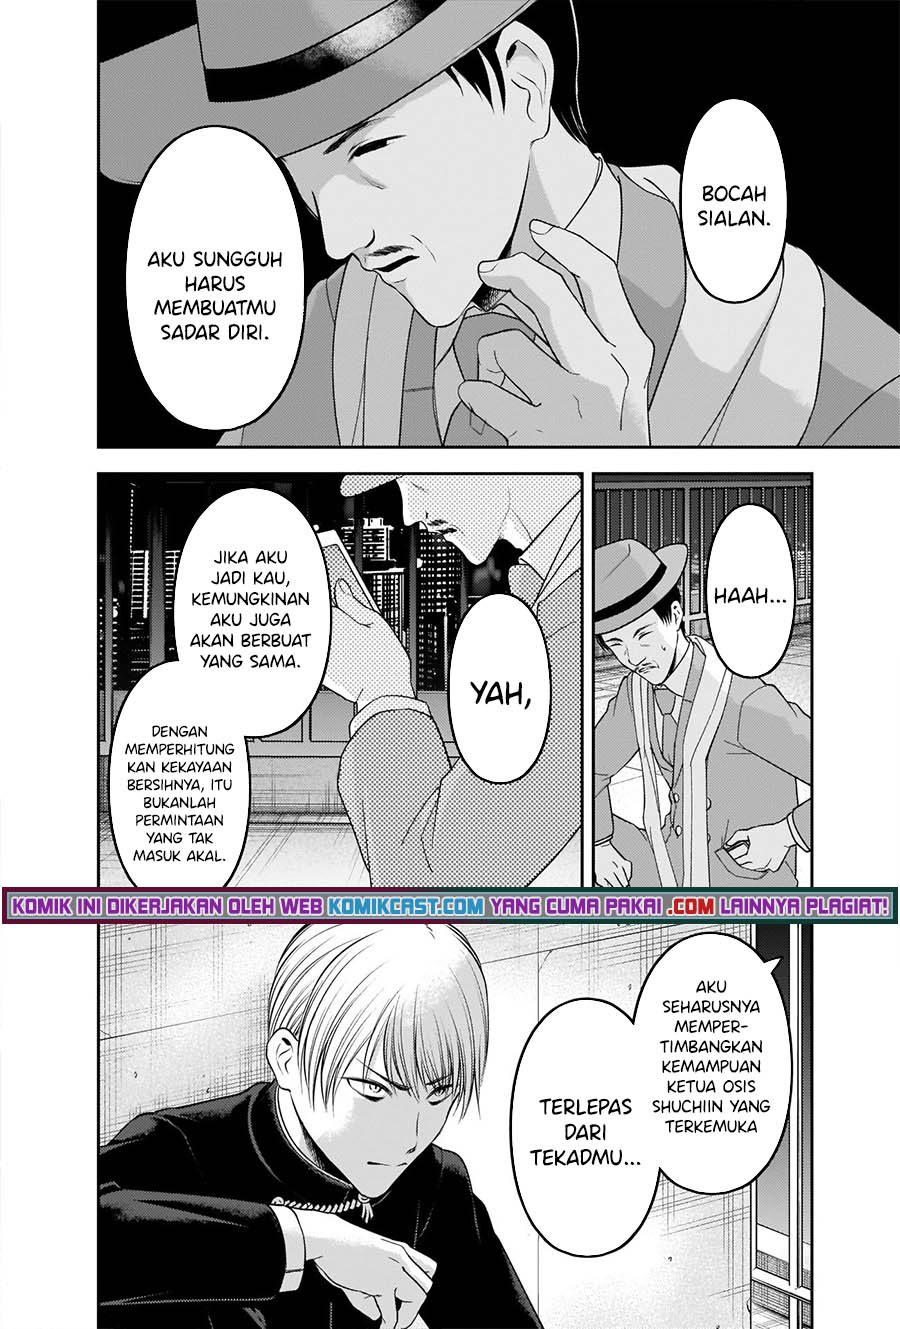 BOCAH
SIALAN.
AKU SUNGGUH
HARUS
MEMBUATMU
SADAR DIRI.
HAAH...
YAH,
JIKA AKU
JADI KAU,
KEMUNGKINAN
AKU JUGA
AKAN BERBUAT
YANG SAMA.
DENGAN
MEMPERHITUNG
KAN KEKAYAAN
BERSIHNYA, ITU
BUKANLAH
PERMINTAAN
YANG TAK
MASUK AKAL.
KOMIK INI DIKERJAKAN OLEH WEB KOMIKCAST.COM YANG CUMA PAKAI .COM LAINNYA PLAGIAT!
AKU
SEHARUSNYA
MEMPER-
TIMBANGKAN
KEMAMPUAN
KETUA OSIS
SHUCHIIN YANG
TERKEMUKA
TERLEPAS
DARI
TEKADMU...